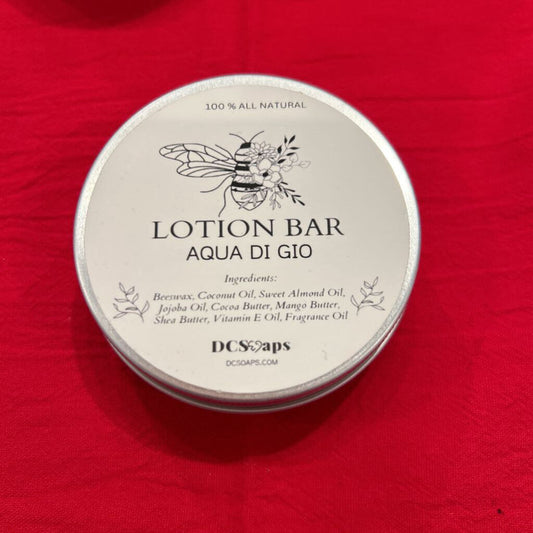 100 % ALL NATURAL
LOTION BAR
AQUA DI GIO
Ingredients:
Beeswax, Coconut Oil, Sweet Almond Oil,
Jojoba Oil, Cocoa Butter, Mango Butter,
Shea Butter, Vitamin E Oil, Fragrance Oil
DCSoaps
DCSOAPS.COM